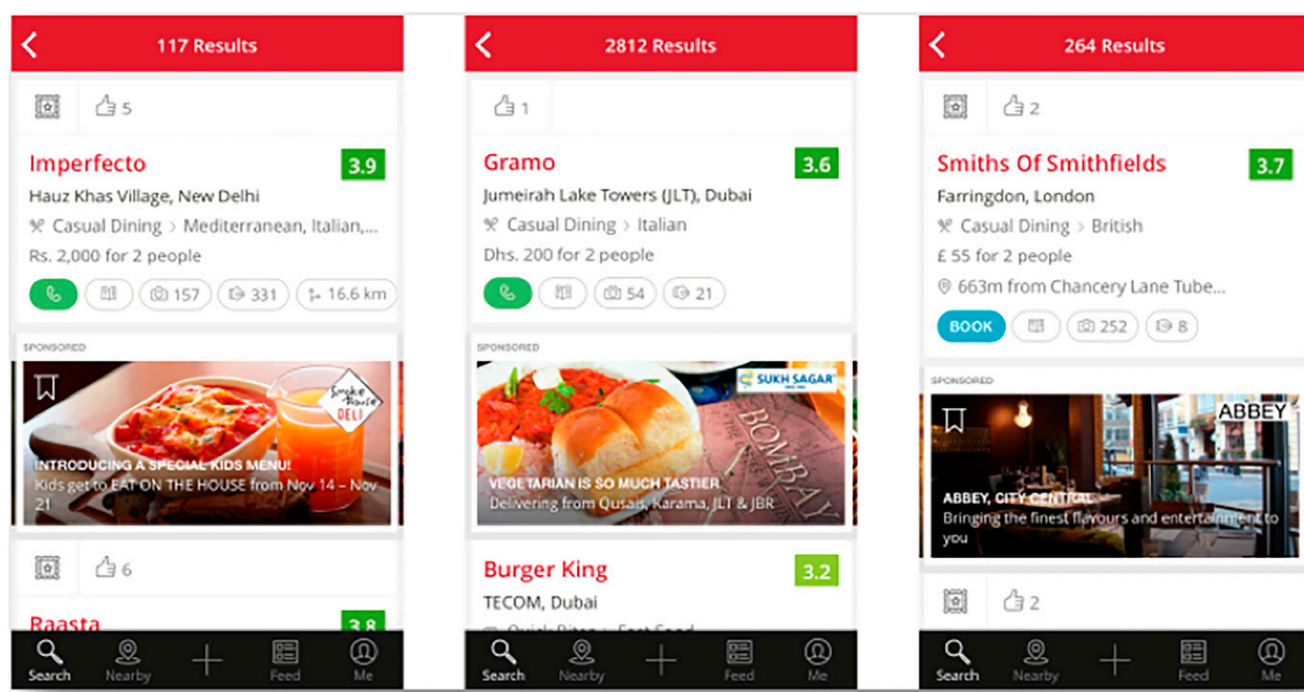 117 Results
5
Imperfecto
3.9
Hauz Khas Village, New Delhi
Casual Dining > Mediterranean, Italian,...
Rs. 2,000 for 2 people
157
331
16.6 km
SPONSORED
Smoke House DELI
INTRODUCING A SPECIAL KIDS MENU!
Kids get to EAT ON THE HOUSE from Nov 14 – Nov
21
6
Raasta
3.8
Search
Nearby
Feed
Me
2812 Results
1
Gramo
3.6
Jumeirah Lake Towers (JLT), Dubai
Casual Dining > Italian
Dhs. 200 for 2 people
54
21
SPONSORED
SUKH SAGAR
BOMBAY
VEGETARIAN IS SO MUCH TASTIER
Delivering from Qusais, Karama, JLT & JBR
Burger King
3.2
TECOM, Dubai
Quick Bites > Fast Food
Search
Nearby
Feed
Me
264 Results
2
Smiths Of Smithfields
3.7
Farringdon, London
Casual Dining > British
£ 55 for 2 people
663m from Chancery Lane Tube...
BOOK
252
8
SPONSORED
ABBEY
ABBEY, CITY CENTRAL
Bringing the finest flavours and entertainment to
you
2
Search
Nearby
Feed
Me